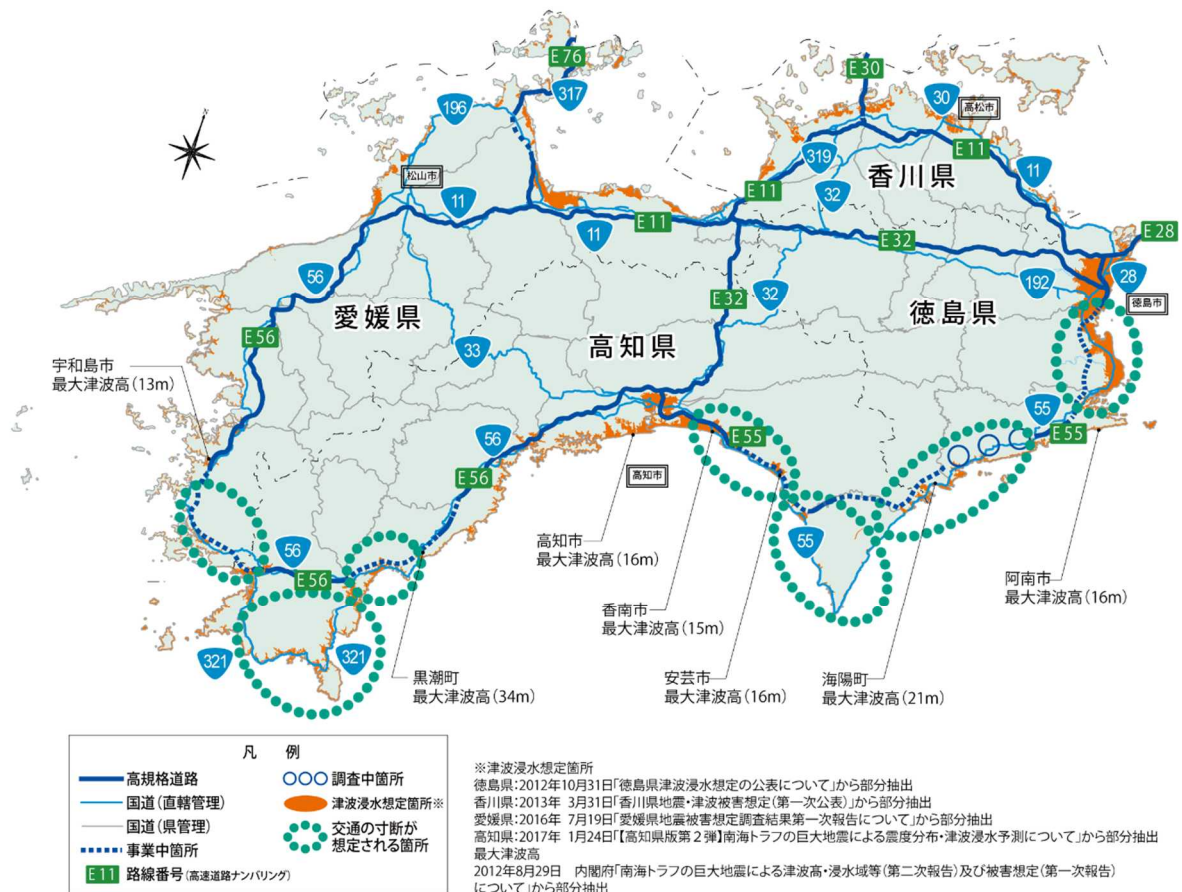 E76
317
196
E30
30
高松市
E11
319
11
香川県
E11
32
松山市
11
E11
11
E32
E28
28
192
徳島市
56
愛媛県
E32
32
徳島県
高知県
E56
33
宇和島市
最大津波高(13m)
56
E56
高知市
E55
55
E55
高知市
最大津波高(16m)
55
56
E56
阿南市
最大津波高(16m)
香南市
最大津波高(15m)
321
321
黒潮町
最大津波高(34m)
安芸市
最大津波高(16m)
海陽町
最大津波高(21m)
凡 例
高規格道路
国道(直轄管理)
国道(県管理)
事業中箇所
E11 路線番号(高速道路ナンバリング)
調査中箇所
津波浸水想定箇所※
交通の寸断が
想定される箇所
※津波浸水想定箇所
徳島県:2012年10月31日「徳島県津波浸水想定の公表について」から部分抽出
香川県:2013年 3月31日「香川県地震・津波被害想定(第一次公表)」から部分抽出
愛媛県:2016年 7月19日「愛媛県地震被害想定調査結果第一次報告について」から部分抽出
高知県:2017年 1月24日「【高知県版第２弾】南海トラフの巨大地震による震度分布・津波浸水予測について」から部分抽出
最大津波高
2012年8月29日 内閣府「南海トラフの巨大地震による津波高・浸水域等(第二次報告)及び被害想定(第一次報告)
について」から部分抽出